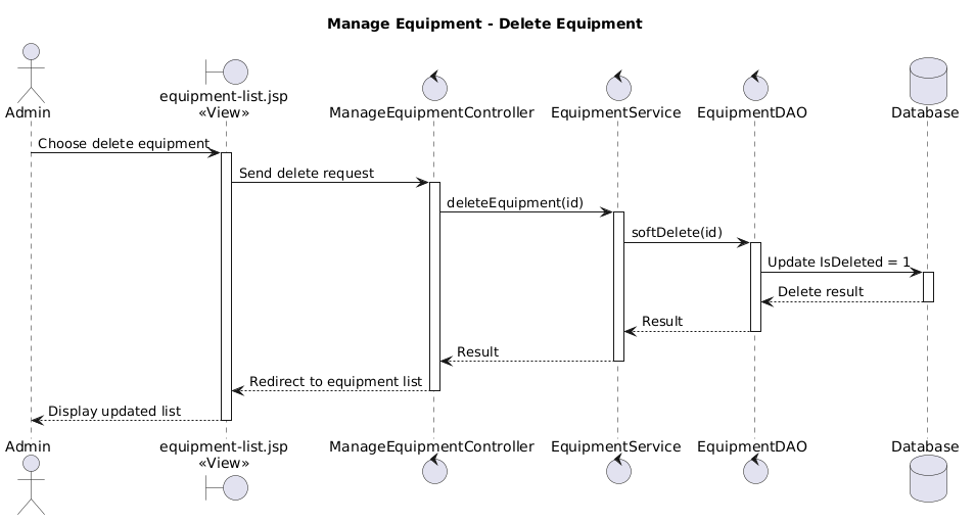 Manage Equipment - Delete Equipment
Admin
equipment-list.jsp
«View»
ManageEquipmentController
EquipmentService
EquipmentDAO
Database
Choose delete equipment
Send delete request
deleteEquipment(id)
softDelete(id)
Update IsDeleted = 1
Delete result
Result
Result
Redirect to equipment list
Display updated list
Admin
equipment-list.jsp
«View»
ManageEquipmentController
EquipmentService
EquipmentDAO
Database